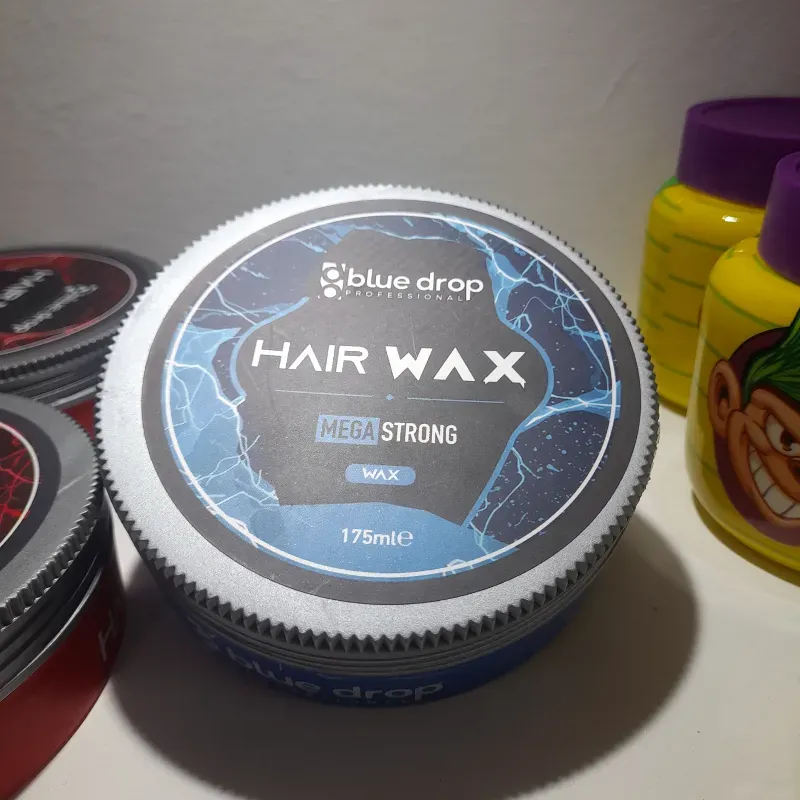 blue drop
PROFESSIONAL
HAIR WAX
MEGA STRONG
WAX
175ml℮
blue drop